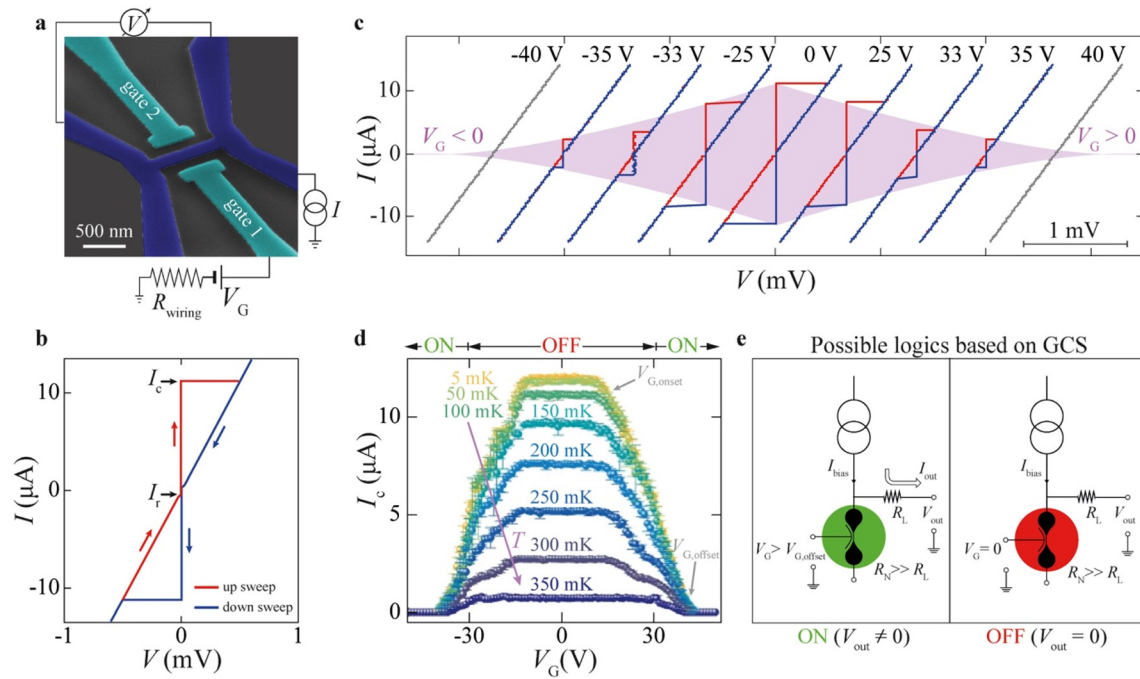 a
V
gate 2
gate 1
500 nm
I
R_wiring
V_G
b
I (μA)
10
0
-10
I_c
I_r
up sweep
down sweep
-1 0 1
V (mV)
c
-40 V -35 V -33 V -25 V 0 V 25 V 33 V 35 V 40 V
I (μA)
10
0
-10
V_G < 0
V_G > 0
1 mV
V (mV)
d
ON OFF ON
I_c (μA)
10
5
0
5 mK
50 mK
100 mK
150 mK
200 mK
250 mK
300 mK
350 mK
T
V_G,onset
V_G,offset
-30 0 30
V_G(V)
e
Possible logics based on GCS
I_bias
I_out
R_L
V_out
V_G > V_G,offset
R_N >> R_L
ON (V_out ≠ 0)
I_bias
R_L
V_out
V_G = 0
R_N >> R_L
OFF (V_out = 0)